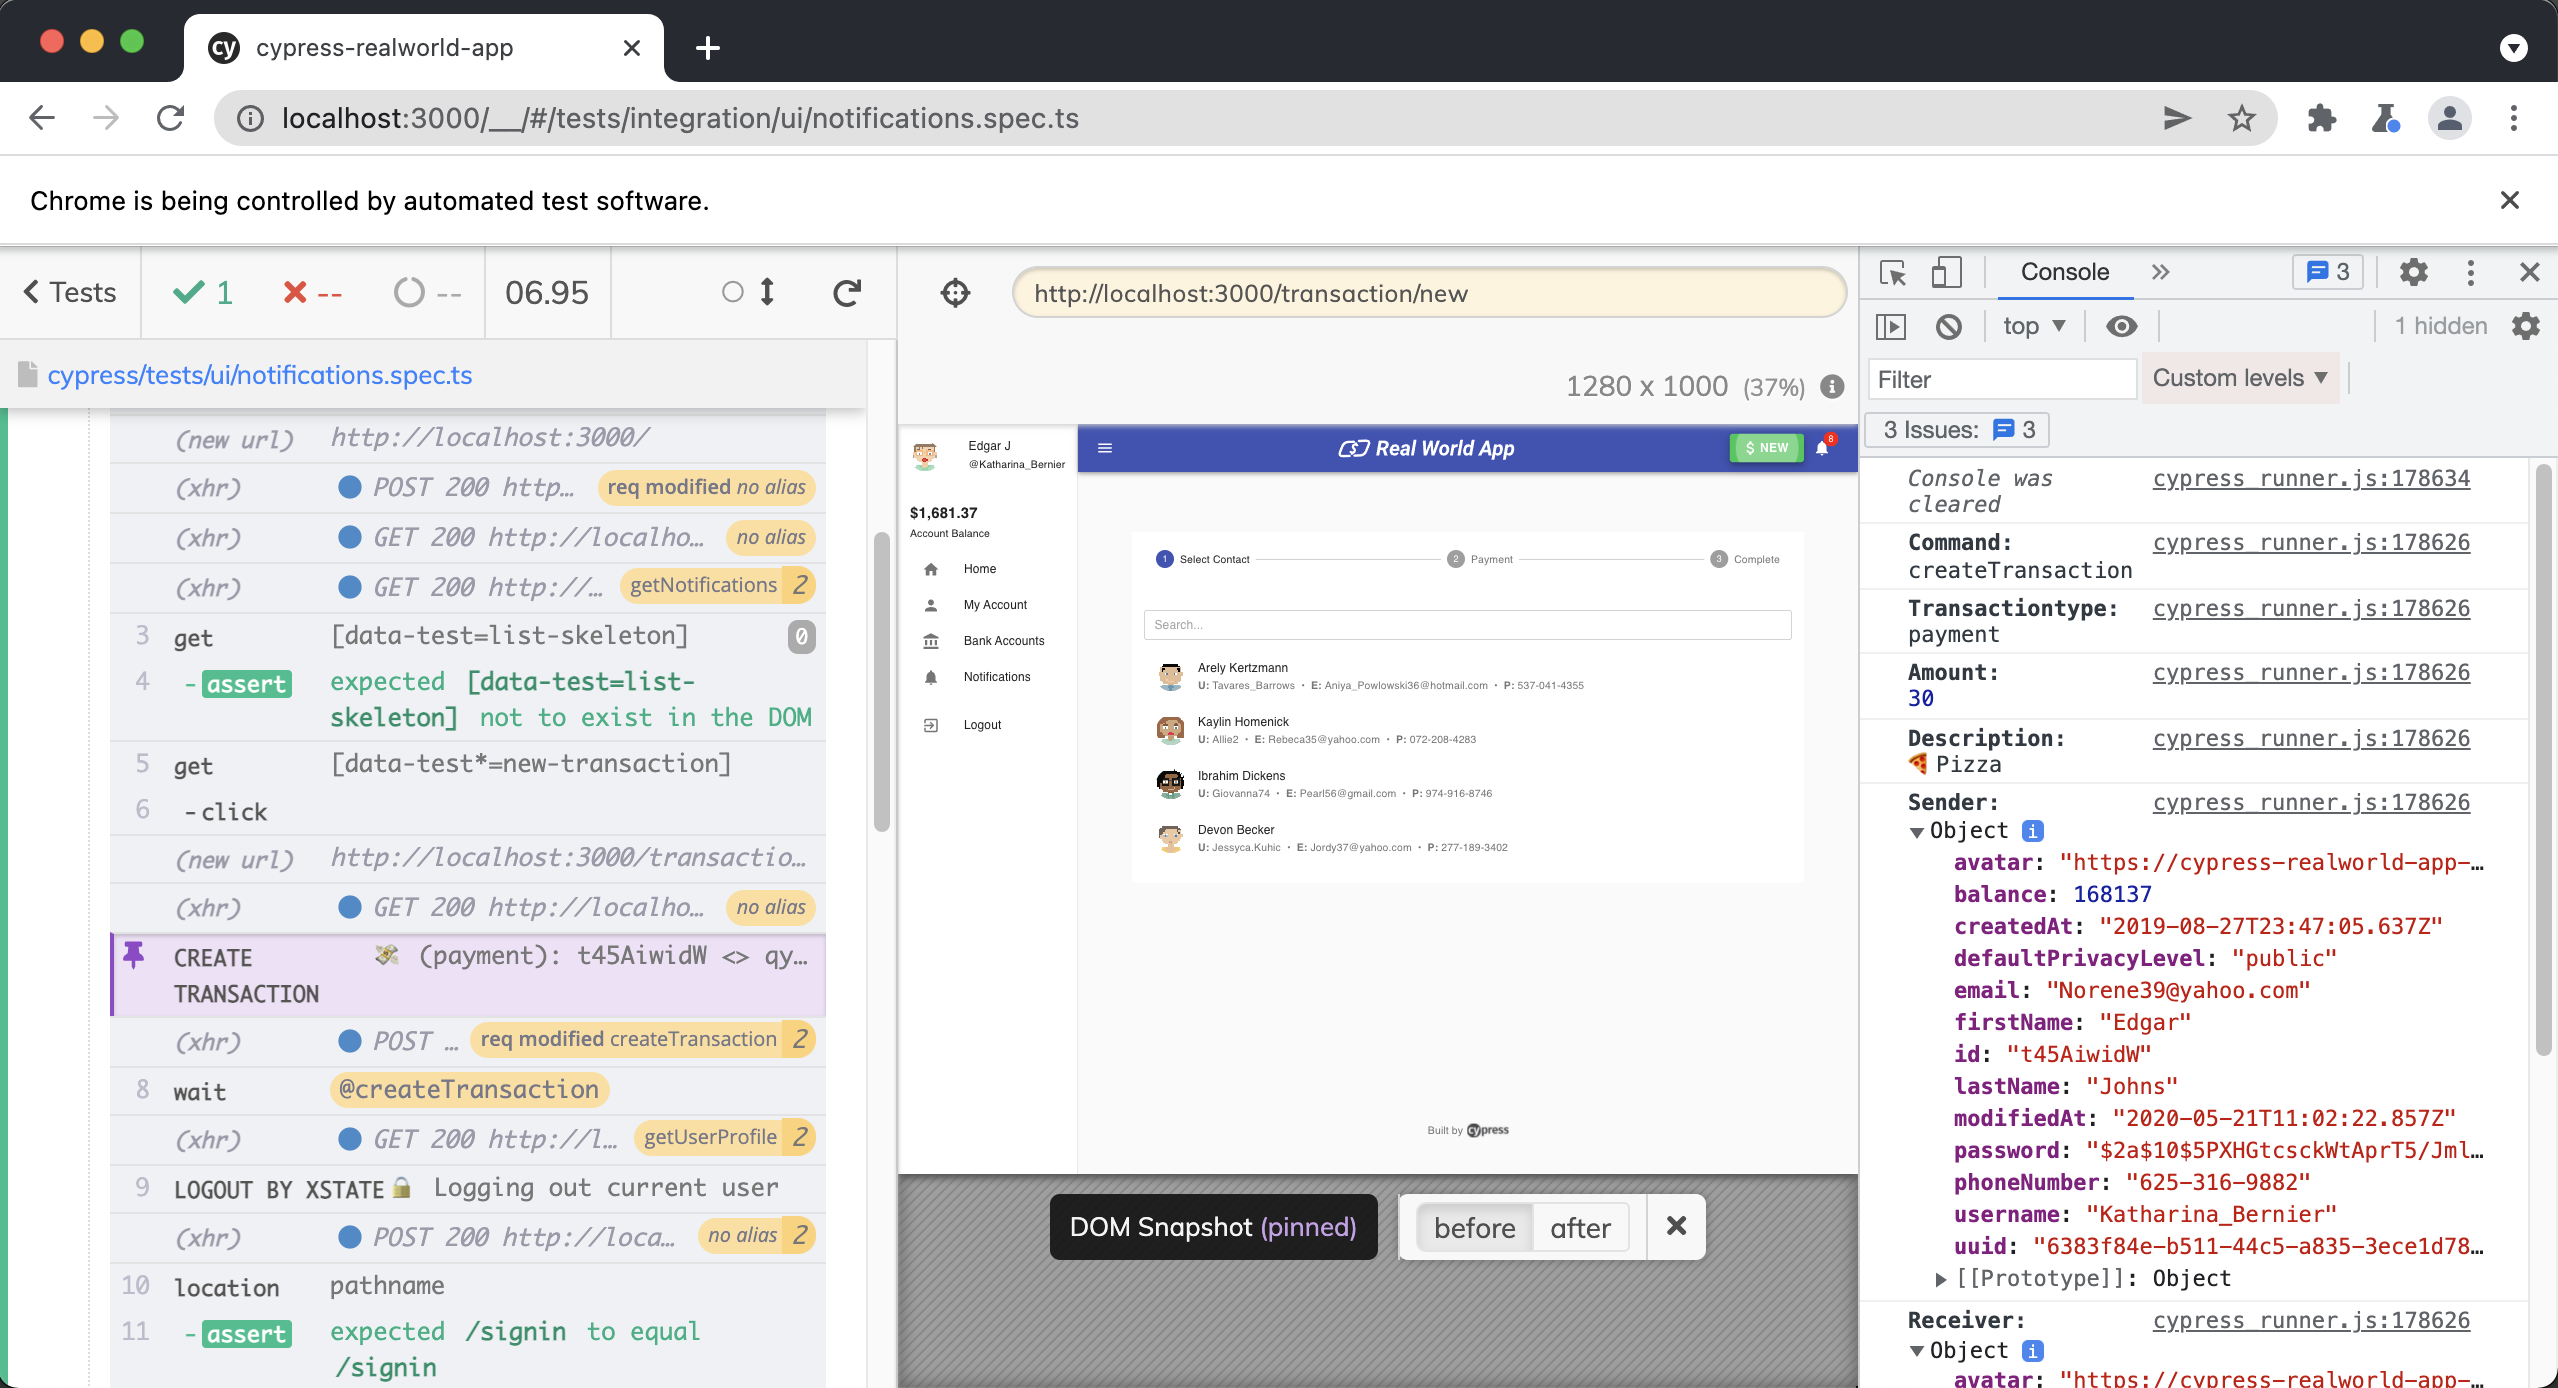 cy cypress-realworld-app
localhost:3000/__/#/tests/integration/ui/notifications.spec.ts
Chrome is being controlled by automated test software.
Tests 1 -- -- 06.95
cypress/tests/ui/notifications.spec.ts
(new url) http://localhost:3000/
(xhr) POST 200 http... req modified no alias
(xhr) GET 200 http://localho... no alias
(xhr) GET 200 http://... getNotifications 2
3 get [data-test=list-skeleton] 0
4 -assert expected [data-test=list-
skeleton] not to exist in the DOM
5 get [data-test*=new-transaction]
6 -click
(new url) http://localhost:3000/transactio...
(xhr) GET 200 http://localho... no alias
CREATE
TRANSACTION 💸 (payment): t45AiwidW <> qy...
(xhr) POST ... req modified createTransaction 2
8 wait @createTransaction
(xhr) GET 200 http://l... getUserProfile 2
9 LOGOUT BY XSTATE🔒 Logging out current user
(xhr) POST 200 http://loca... no alias 2
10 location pathname
11 -assert expected /signin to equal
/signin
http://localhost:3000/transaction/new
1280 x 1000 (37%)
Edgar J
@Katharina_Bernier
$1,681.37
Account Balance
Home
My Account
Bank Accounts
Notifications
Logout
Real World App
$ NEW
8
1 Select Contact 2 Payment 3 Complete
Search...
Arely Kertzmann
U: Tavares_Barrows • E: Aniya_Powlowski36@hotmail.com • P: 537-041-4355
Kaylin Homenick
U: Allie2 • E: Rebeca35@yahoo.com • P: 072-208-4283
Ibrahim Dickens
U: Giovanna74 • E: Pearl56@gmail.com • P: 974-916-8746
Devon Becker
U: Jessyca.Kuhic • E: Jordy37@yahoo.com • P: 277-189-3402
Built by cypress
DOM Snapshot (pinned) before after
Console » 3
top 1 hidden
Filter Custom levels
3 Issues: 3
Console was
cleared cypress_runner.js:178634
Command: cypress_runner.js:178626
createTransaction
Transactiontype: cypress_runner.js:178626
payment
Amount: cypress_runner.js:178626
30
Description: cypress_runner.js:178626
🍕 Pizza
Sender: cypress_runner.js:178626
Object i
avatar: "https://cypress-realworld-app-…
balance: 168137
createdAt: "2019-08-27T23:47:05.637Z"
defaultPrivacyLevel: "public"
email: "Norene39@yahoo.com"
firstName: "Edgar"
id: "t45AiwidW"
lastName: "Johns"
modifiedAt: "2020-05-21T11:02:22.857Z"
password: "$2a$10$5PXHGtcsckWtAprT5/Jml…
phoneNumber: "625-316-9882"
username: "Katharina_Bernier"
uuid: "6383f84e-b511-44c5-a835-3ece1d78…
[[Prototype]]: Object
Receiver: cypress_runner.js:178626
Object i
avatar: "https://cypress-realworld-app-…